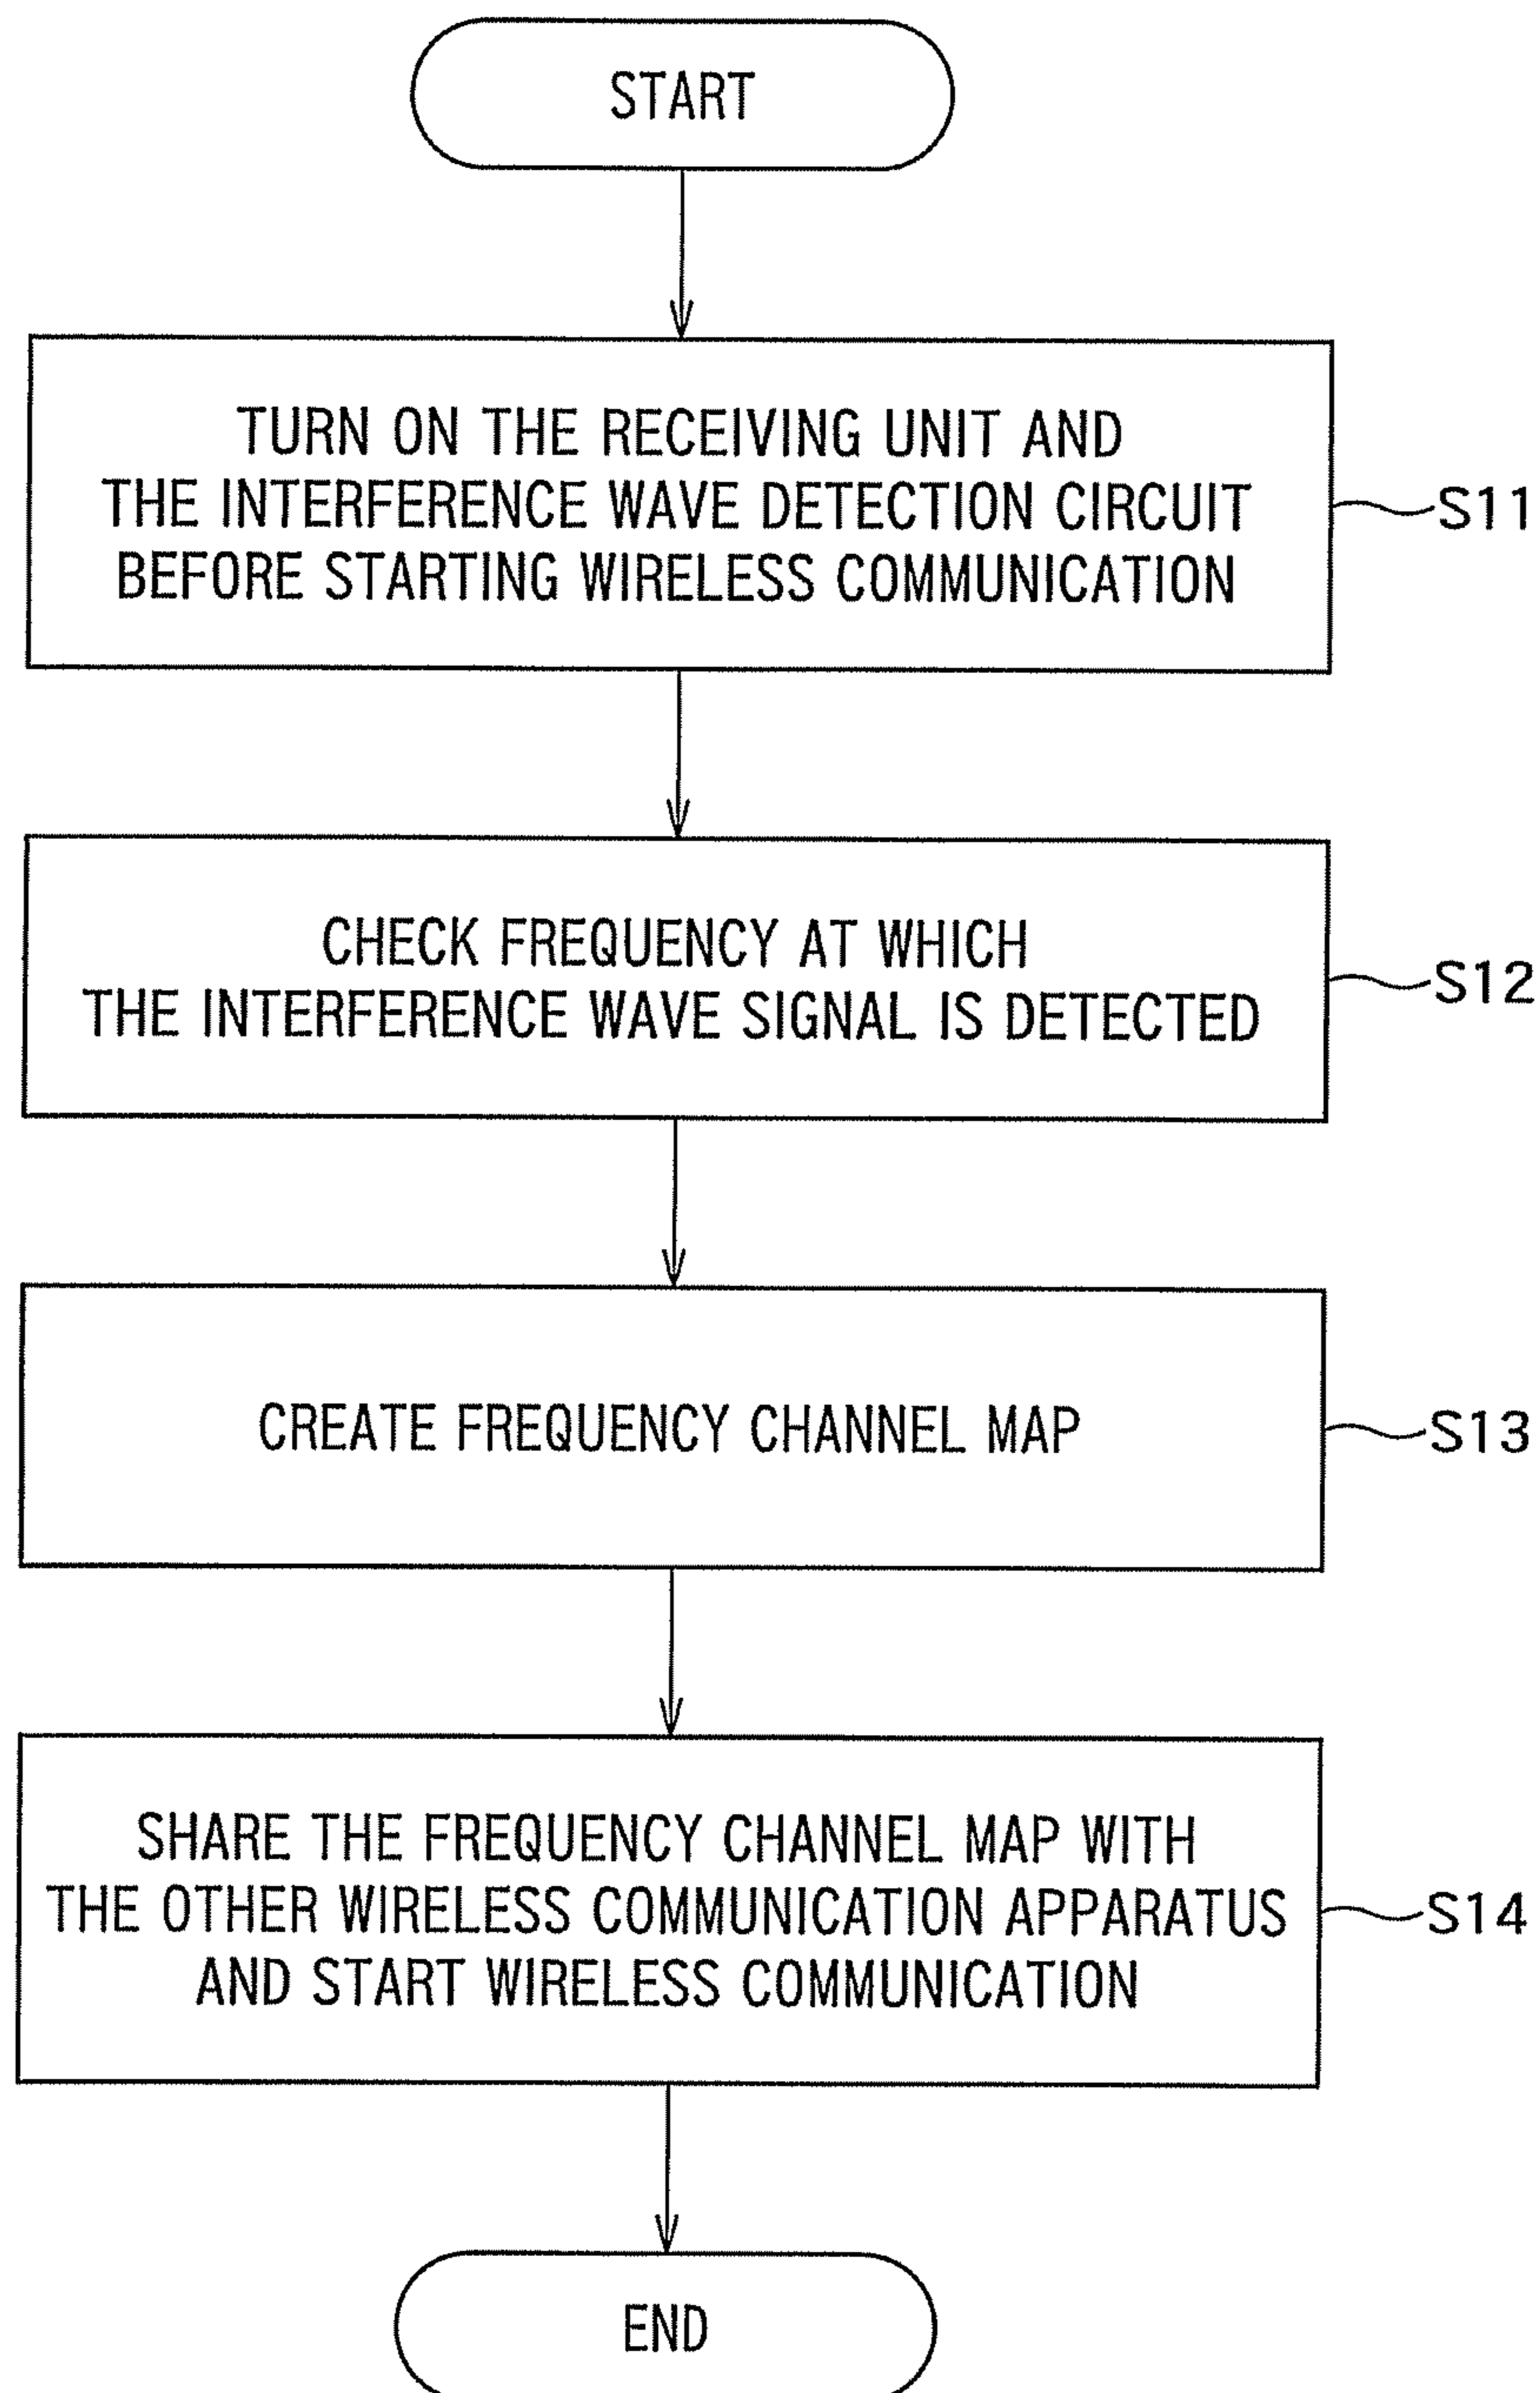 START
TURN ON THE RECEIVING UNIT AND
THE INTERFERENCE WAVE DETECTION CIRCUIT
BEFORE STARTING WIRELESS COMMUNICATION
S11
CHECK FREQUENCY AT WHICH
THE INTERFERENCE WAVE SIGNAL IS DETECTED
S12
CREATE FREQUENCY CHANNEL MAP
S13
SHARE THE FREQUENCY CHANNEL MAP WITH
THE OTHER WIRELESS COMMUNICATION APPARATUS
AND START WIRELESS COMMUNICATION
S14
END